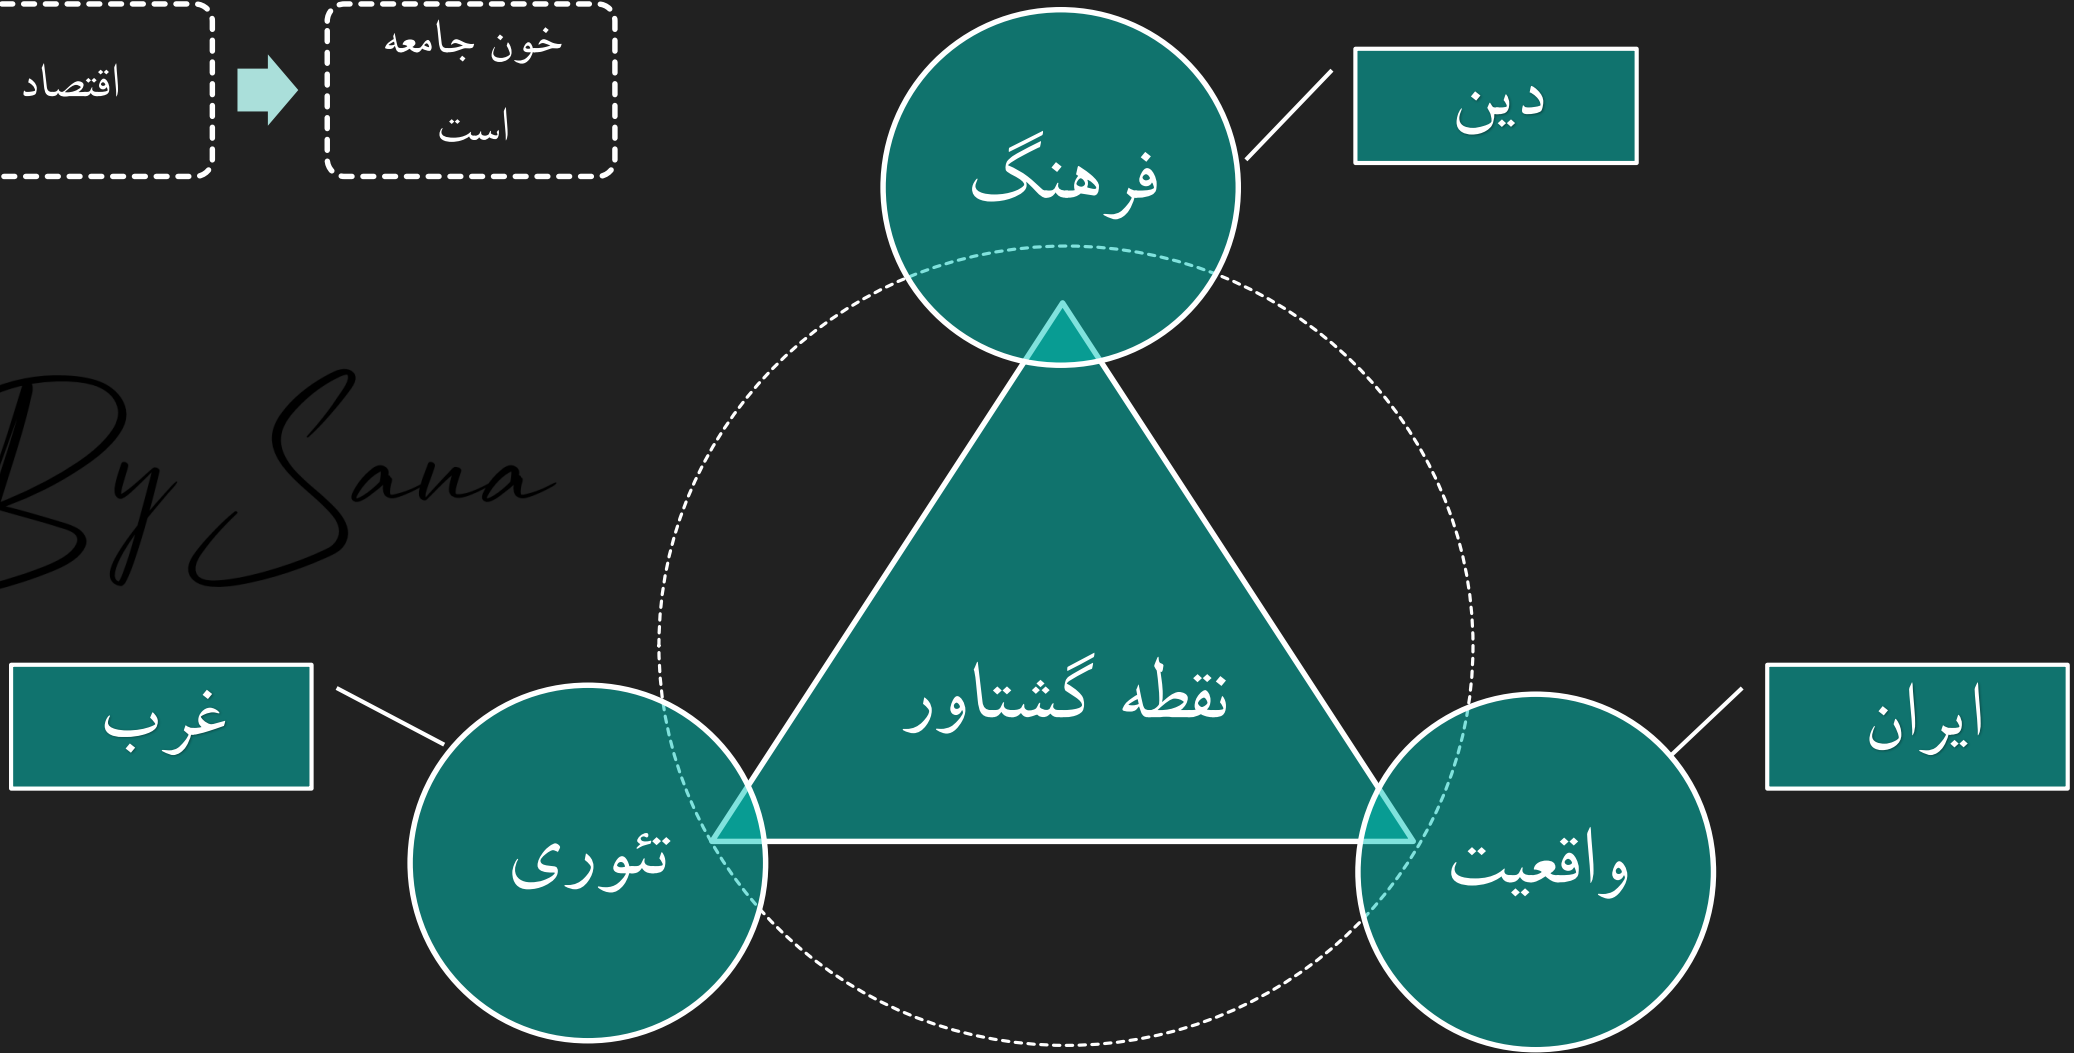 اقتصاد
خون جامعه
است
فرهنگ
دین
By Sana
نقطه گشتاور
غرب
ایران
تئوری
واقعیت